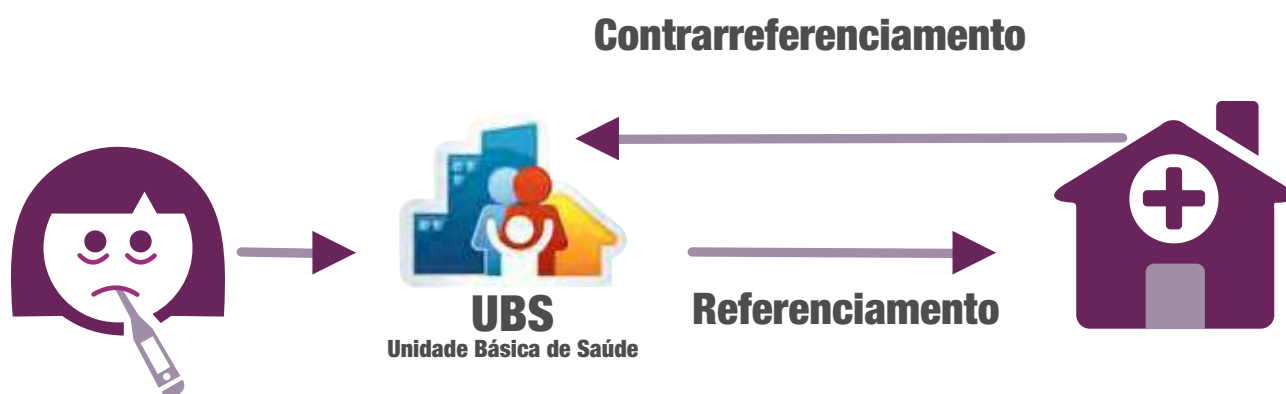 Contrarreferenciamento
UBS
Unidade Básica de Saúde
Referenciamento